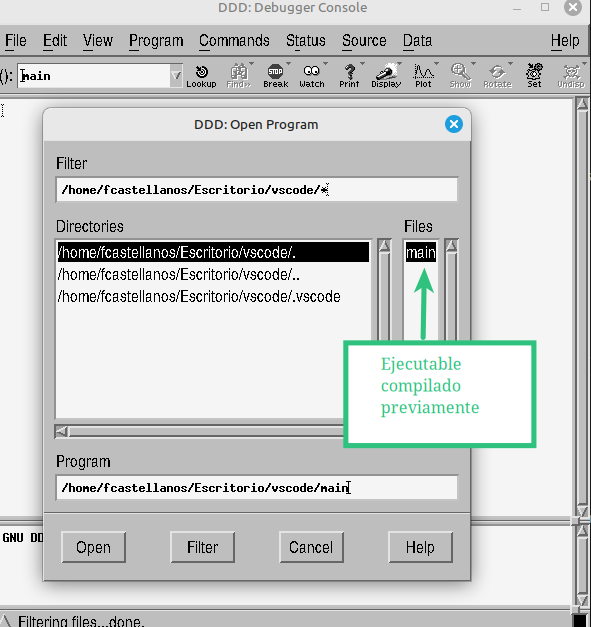 DDD: Debugger Console
File Edit View Program Commands Status Source Data Help
(): main
Lookup Find>> Break Watch Print Display Plot Show Rotate Set Undisp
DDD: Open Program
Filter
/home/fcastellanos/Escritorio/vscode/*
Directories Files
/home/fcastellanos/Escritorio/vscode/. main
/home/fcastellanos/Escritorio/vscode/..
/home/fcastellanos/Escritorio/vscode/.vscode
Ejecutable
compilado
previamente
Program
/home/fcastellanos/Escritorio/vscode/main
GNU DD
Open Filter Cancel Help
Filtering files...done.